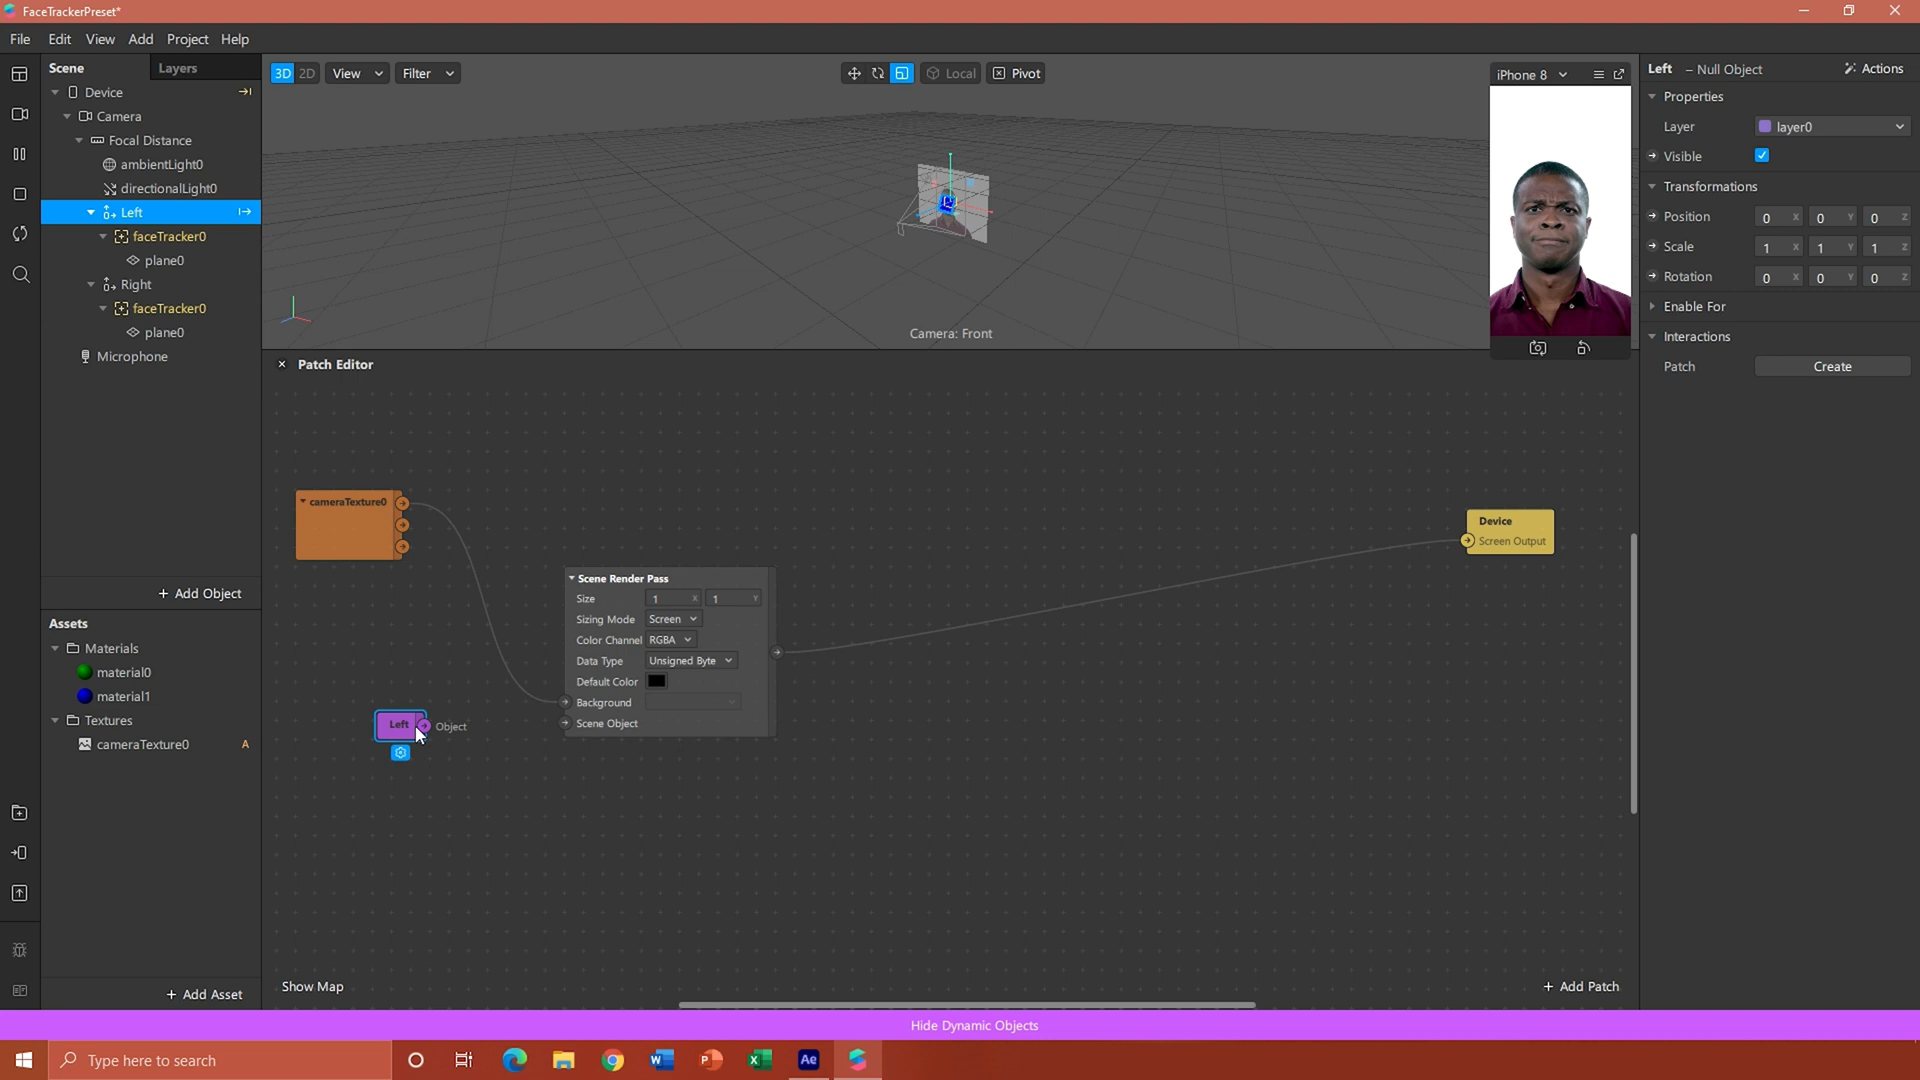 FaceTrackerPreset*
File Edit View Add Project Help
Scene Layers
Device
Camera
Focal Distance
ambientLight0
directionalLight0
Left
faceTracker0
plane0
Right
faceTracker0
plane0
Microphone
+ Add Object
Assets
Materials
material0
material1
Textures
cameraTexture0 A
+ Add Asset
3D 2D View Filter Local Pivot
Camera: Front
iPhone 8
Patch Editor
cameraTexture0
Left Object
Scene Render Pass
Size 1 X 1 Y
Sizing Mode Screen
Color Channel RGBA
Data Type Unsigned Byte
Default Color
Background
Scene Object
Device
Screen Output
Show Map
+ Add Patch
Left – Null Object Actions
Properties
Layer layer0
Visible
Transformations
Position 0 X 0 Y 0 Z
Scale 1 X 1 Y 1 Z
Rotation 0 X 0 Y 0 Z
Enable For
Interactions
Patch Create
Hide Dynamic Objects
Type here to search
W P X Ae